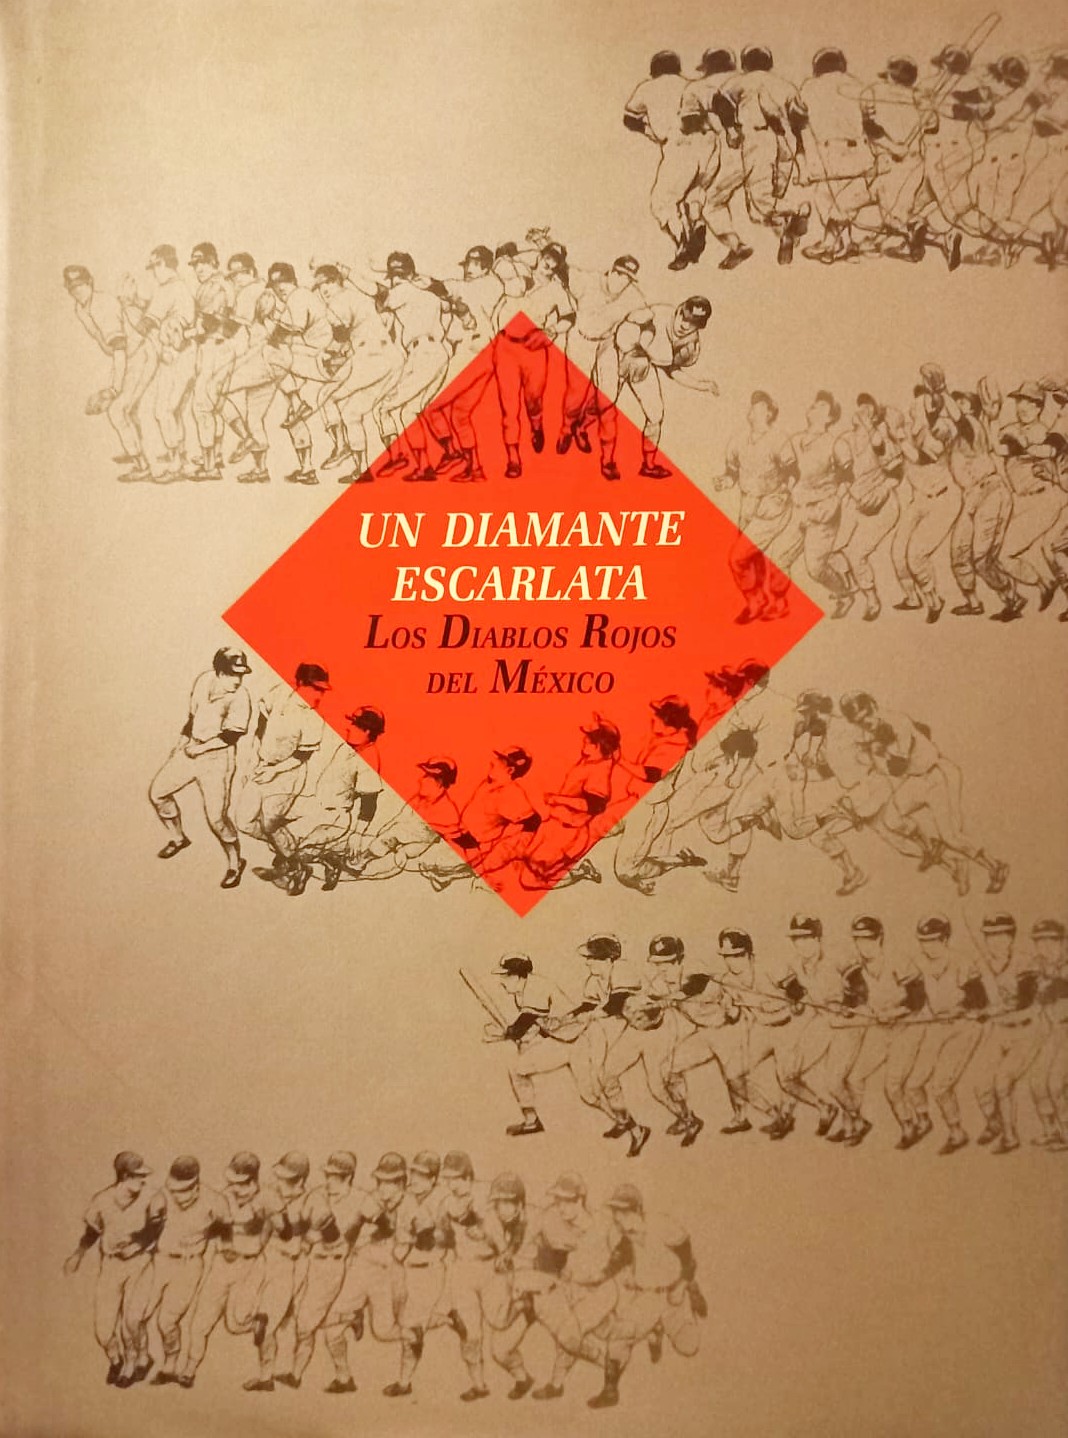 UN DIAMANTE
ESCARLATA
LOS DIABLOS ROJOS
DEL MÉXICO